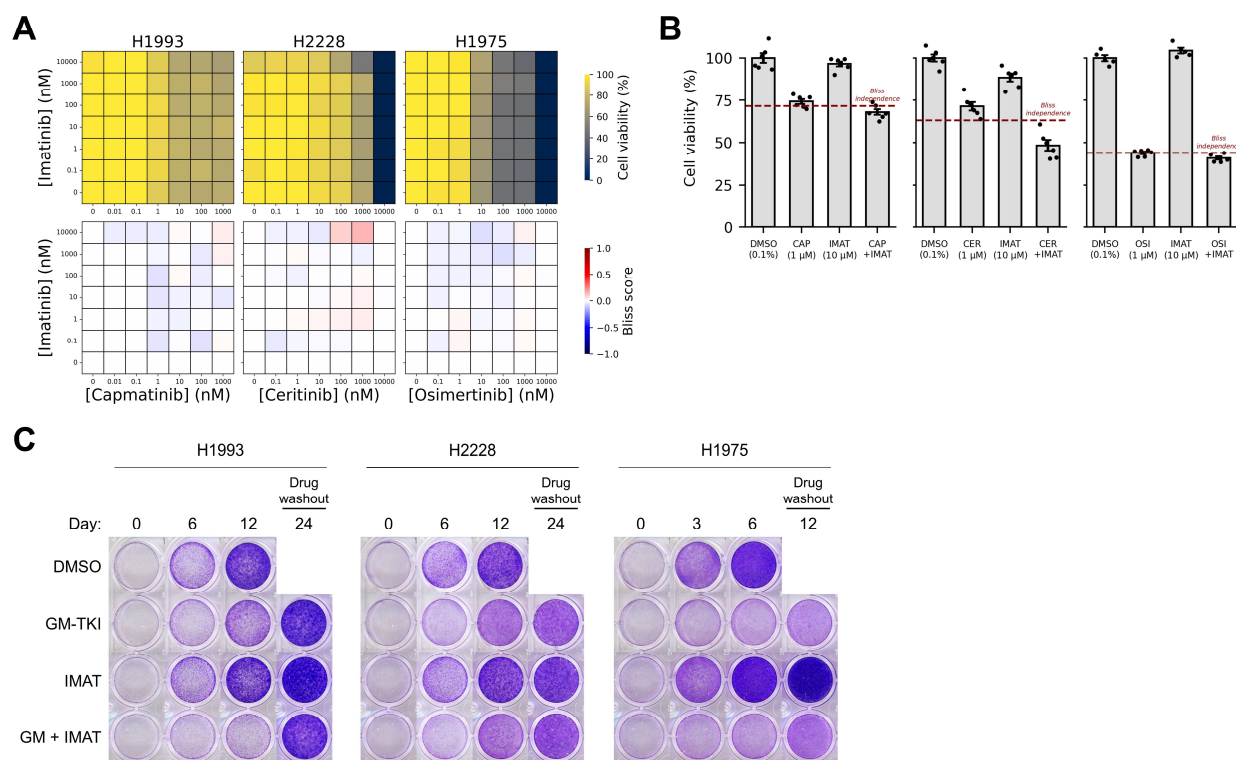 A
H1993
H2228
H1975
[Imatinib] (nM)
10000
1000
100
10
1
0.1
0
0 0.01 0.1 1 10 100 1000
0 0.1 1 10 100 1000 10000
0 0.1 1 10 100 1000 10000
100
80
60
40
20
0
Cell viability (%)
[Imatinib] (nM)
10000
1000
100
10
1
0.1
0
0 0.01 0.1 1 10 100 1000
0 0.1 1 10 100 1000 10000
0 0.1 1 10 100 1000 10000
[Capmatinib] (nM)
[Ceritinib] (nM)
[Osimertinib] (nM)
1.0
0.5
0.0
−0.5
−1.0
Bliss score
B
Cell viability (%)
100
75
50
25
0
Bliss
independence
DMSO
(0.1%)
CAP
(1 μM)
IMAT
(10 μM)
CAP
+IMAT
Bliss
independence
DMSO
(0.1%)
CER
(1 μM)
IMAT
(10 μM)
CER
+IMAT
Bliss
independence
DMSO
(0.1%)
OSI
(1 μM)
IMAT
(10 μM)
OSI
+IMAT
C
H1993
H2228
H1975
Drug
washout
Drug
washout
Drug
washout
Day: 0 6 12 24 0 6 12 24 0 3 6 12
DMSO
GM-TKI
IMAT
GM + IMAT